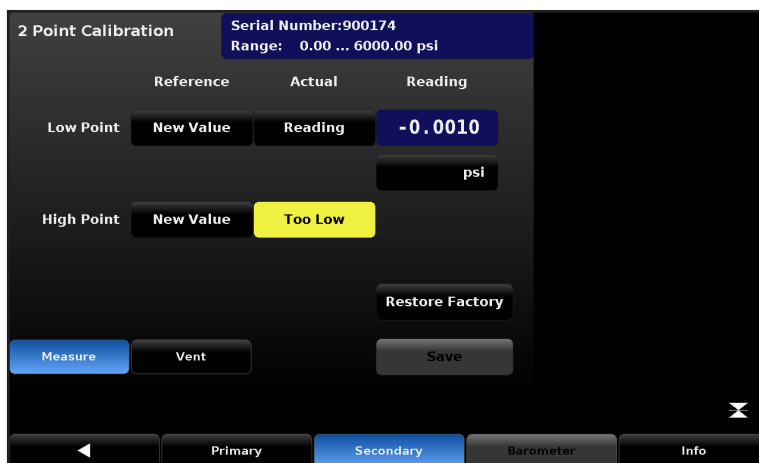 2 Point Calibration
Serial Number:900174
Range: 0.00 ... 6000.00 psi
Reference Actual Reading
Low Point New Value Reading -0.0010
psi
High Point New Value Too Low
Restore Factory
Measure Vent Save
Primary Secondary Barometer Info